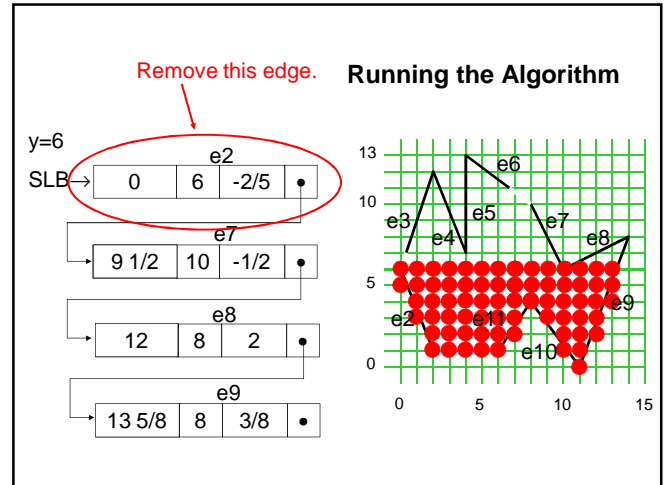 Remove this edge.
Running the Algorithm
y=6
e2
SLB
0 6 -2/5
e7
9 1/2 10 -1/2
e8
12 8 2
e9
13 5/8 8 3/8
13
10
5
0
e6
e3
e5
e7
e4
e8
e2
e11
e9
e10
0 5 10 15